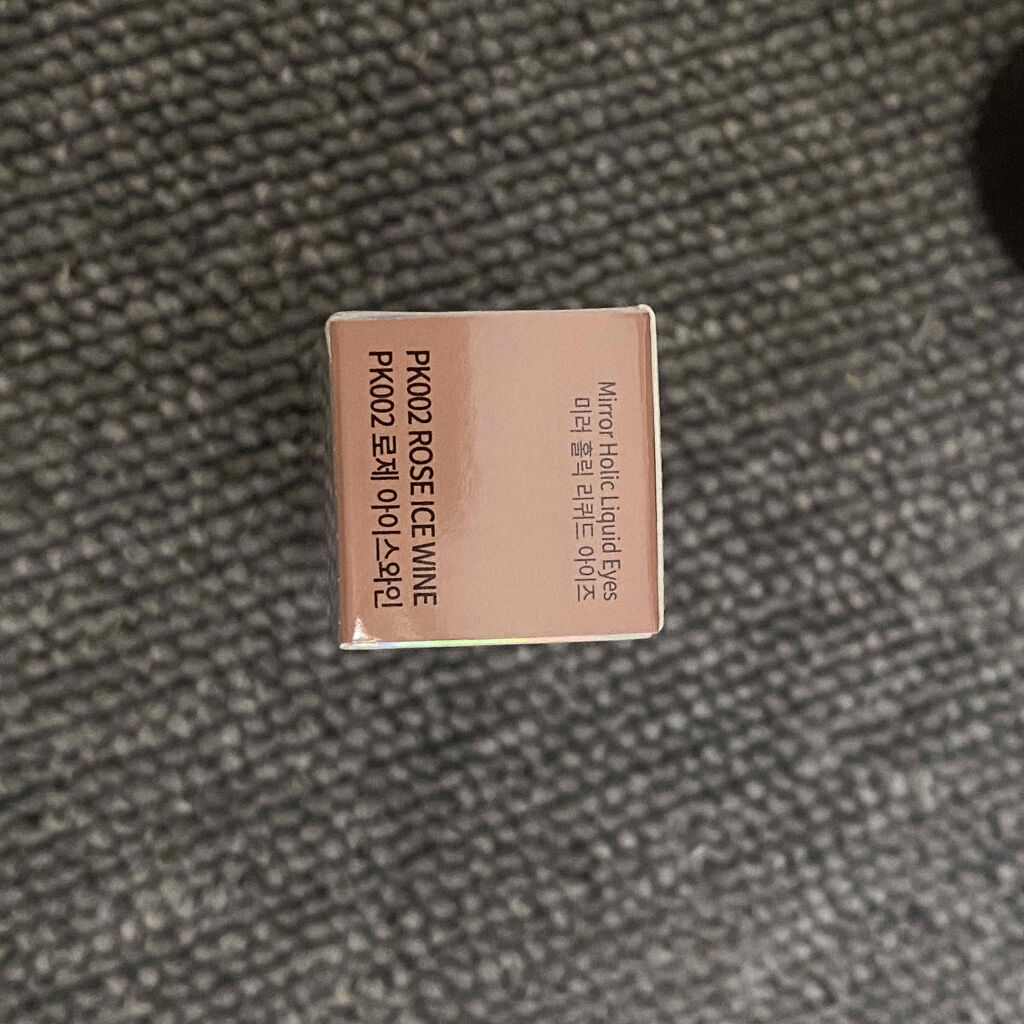 Mirror Holic Liquid Eyes
미러 홀릭 리퀴드 아이즈
PK002 ROSE ICE WINE
PK002 로제 아이스와인